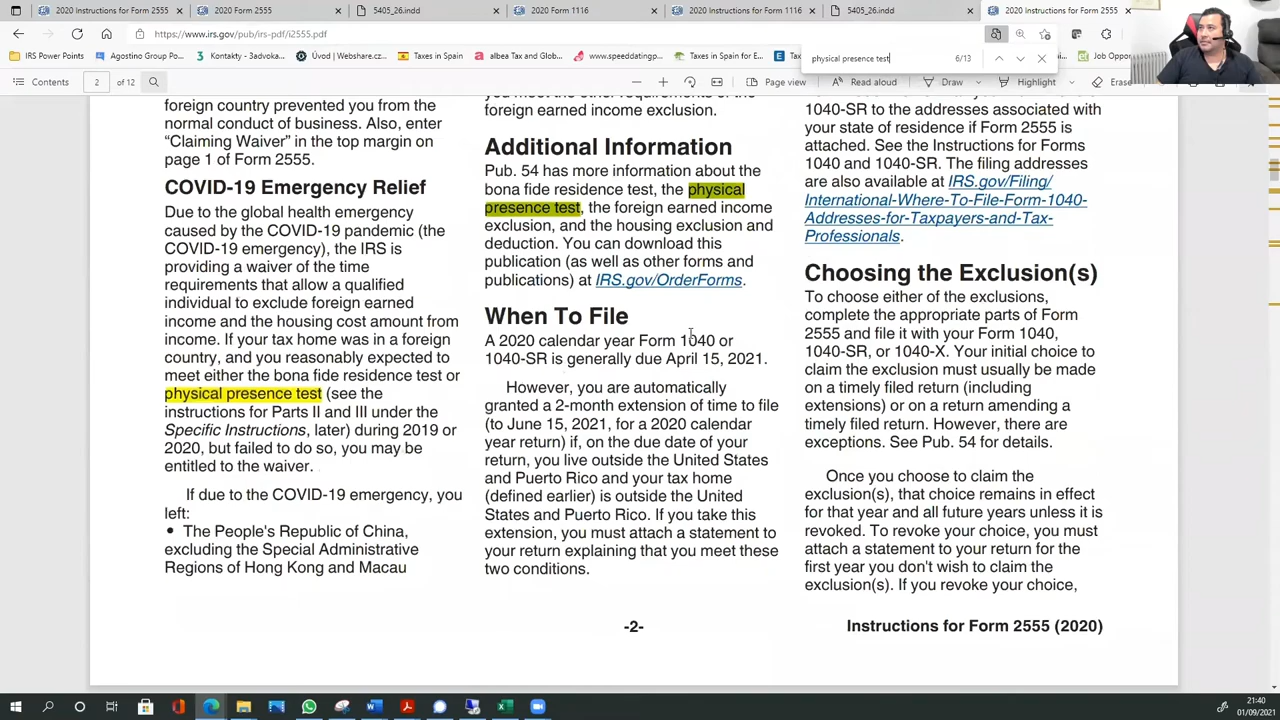 2020 Instructions for Form 2555
2020 Form 2555
5405_26.indd
2020 Form 1116
2020 Instructions for Form 1116
5405_26.indd
2020 Instructions for Form 2555
https://www.irs.gov/pub/irs-pdf/i2555.pdf
IRS Power Points
Agostino Group Po...
Kontakty - zadvoka...
Úvod | Webshare.cz...
Taxes in Spain
albea Tax and Glob...
www.speeddating...
Taxes in Spain for E...
Job Oppor
physical presence test
6/13
Contents
2
of 12
Page view
Read aloud
Highlight
Erase
foreign country prevented you from the
normal conduct of business. Also, enter
“Claiming Waiver” in the top margin on
page 1 of Form 2555.
COVID-19 Emergency Relief
Due to the global health emergency
caused by the COVID-19 pandemic (the
COVID-19 emergency), the IRS is
providing a waiver of the time
requirements that allow a qualified
individual to exclude foreign earned
income and the housing cost amount from
income. If your tax home was in a foreign
country, and you reasonably expected to
meet either the bona fide residence test or
physical presence test (see the
instructions for Parts II and III under the
Specific Instructions, later) during 2019 or
2020, but failed to do so, you may be
entitled to the waiver.
If due to the COVID-19 emergency, you
left:
• The People's Republic of China,
excluding the Special Administrative
Regions of Hong Kong and Macau
foreign earned income exclusion.
Additional Information
Pub. 54 has more information about the
bona fide residence test, the physical
presence test, the foreign earned income
exclusion, and the housing exclusion and
deduction. You can download this
publication (as well as other forms and
publications) at IRS.gov/OrderForms.
When To File
A 2020 calendar year Form 1040 or
1040-SR is generally due April 15, 2021.
However, you are automatically
granted a 2-month extension of time to file
(to June 15, 2021, for a 2020 calendar
year return) if, on the due date of your
return, you live outside the United States
and Puerto Rico and your tax home
(defined earlier) is outside the United
States and Puerto Rico. If you take this
extension, you must attach a statement to
your return explaining that you meet these
two conditions.
1040-SR to the addresses associated with
your state of residence if Form 2555 is
attached. See the Instructions for Forms
1040 and 1040-SR. The filing addresses
are also available at IRS.gov/Filing/
International-Where-To-File-Form-1040-
Addresses-for-Taxpayers-and-Tax-
Professionals.
Choosing the Exclusion(s)
To choose either of the exclusions,
complete the appropriate parts of Form
2555 and file it with your Form 1040,
1040-SR, or 1040-X. Your initial choice to
claim the exclusion must usually be made
on a timely filed return (including
extensions) or on a return amending a
timely filed return. However, there are
exceptions. See Pub. 54 for details.
Once you choose to claim the
exclusion(s), that choice remains in effect
for that year and all future years unless it is
revoked. To revoke your choice, you must
attach a statement to your return for the
first year you don't wish to claim the
exclusion(s). If you revoke your choice,
-2-
Instructions for Form 2555 (2020)
21:40
01/09/2021